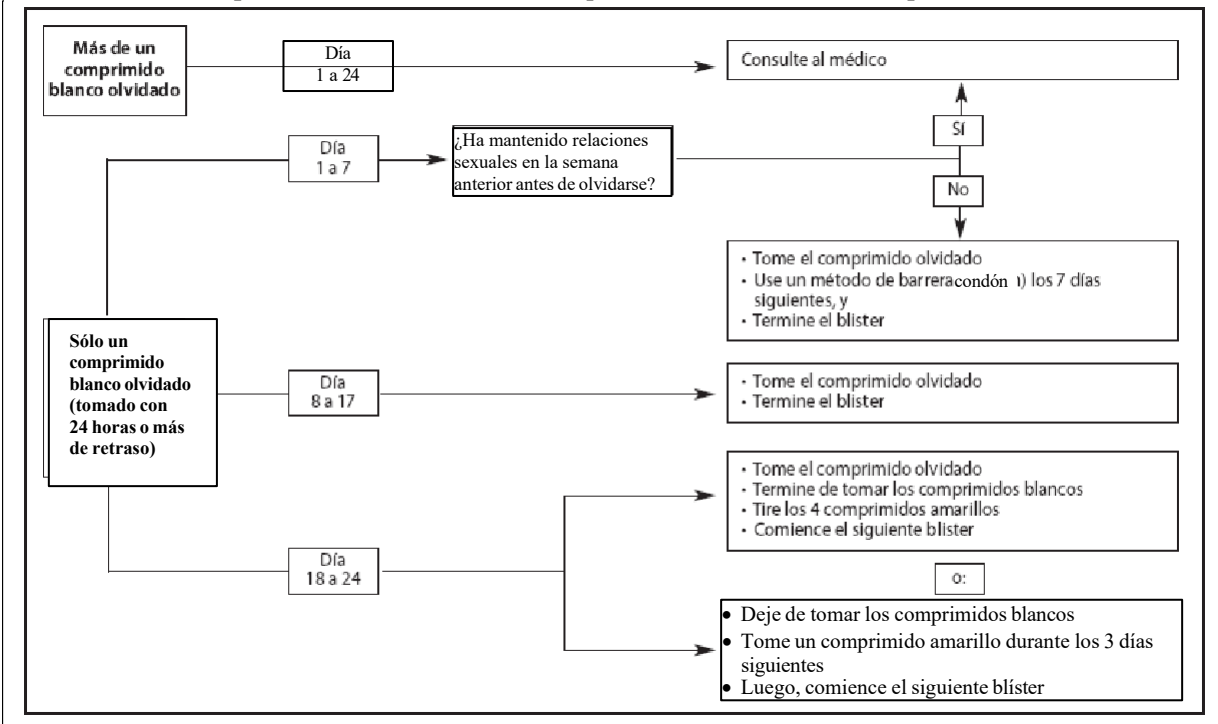 Más de un
comprimido
blanco olvidado
Día
1 a 24
Consulte al médico
Sí
Día
1 a 7
¿Ha mantenido relaciones
sexuales en la semana
anterior antes de olvidarse?
No
• Tome el comprimido olvidado
• Use un método de barrera condón ) los 7 días
siguientes, y
• Termine el blister
Sólo un
comprimido
blanco olvidado
(tomado con
24 horas o más
de retraso)
Día
8 a 17
• Tome el comprimido olvidado
• Termine el blister
• Tome el comprimido olvidado
• Termine de tomar los comprimidos blancos
• Tire los 4 comprimidos amarillos
• Comience el siguiente blister
Día
18 a 24
o:
• Deje de tomar los comprimidos blancos
• Tome un comprimido amarillo durante los 3 días
siguientes
• Luego, comience el siguiente blíster